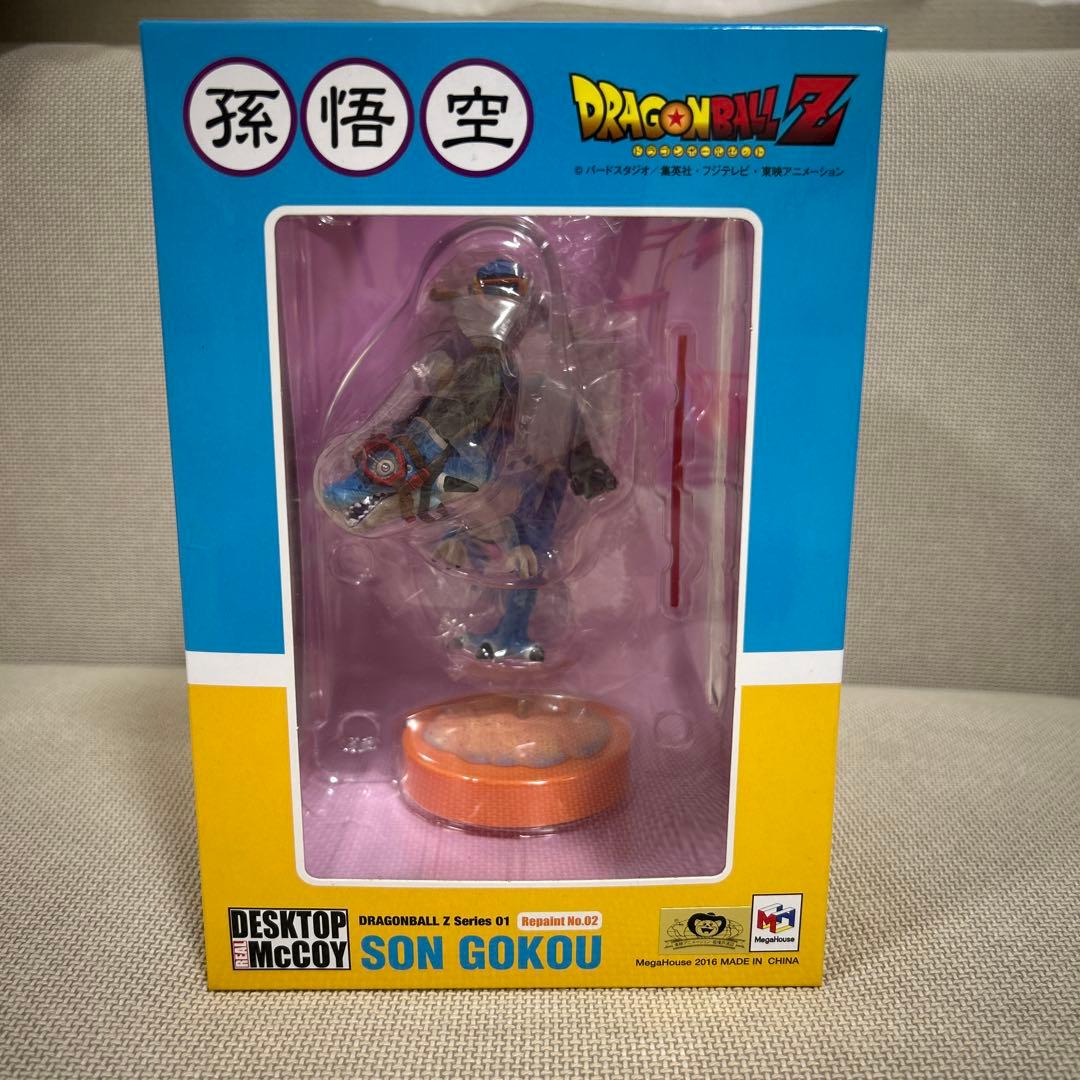 孫悟空
DRAGONBALL Z
ドラゴンボールゼット
© バードスタジオ／集英社・フジテレビ・東映アニメーション
DESKTOP
REAL McCOY
DRAGONBALL Z Series 01 Repaint No.02
SON GOKOU
MegaHouse
MegaHouse 2016 MADE IN CHINA